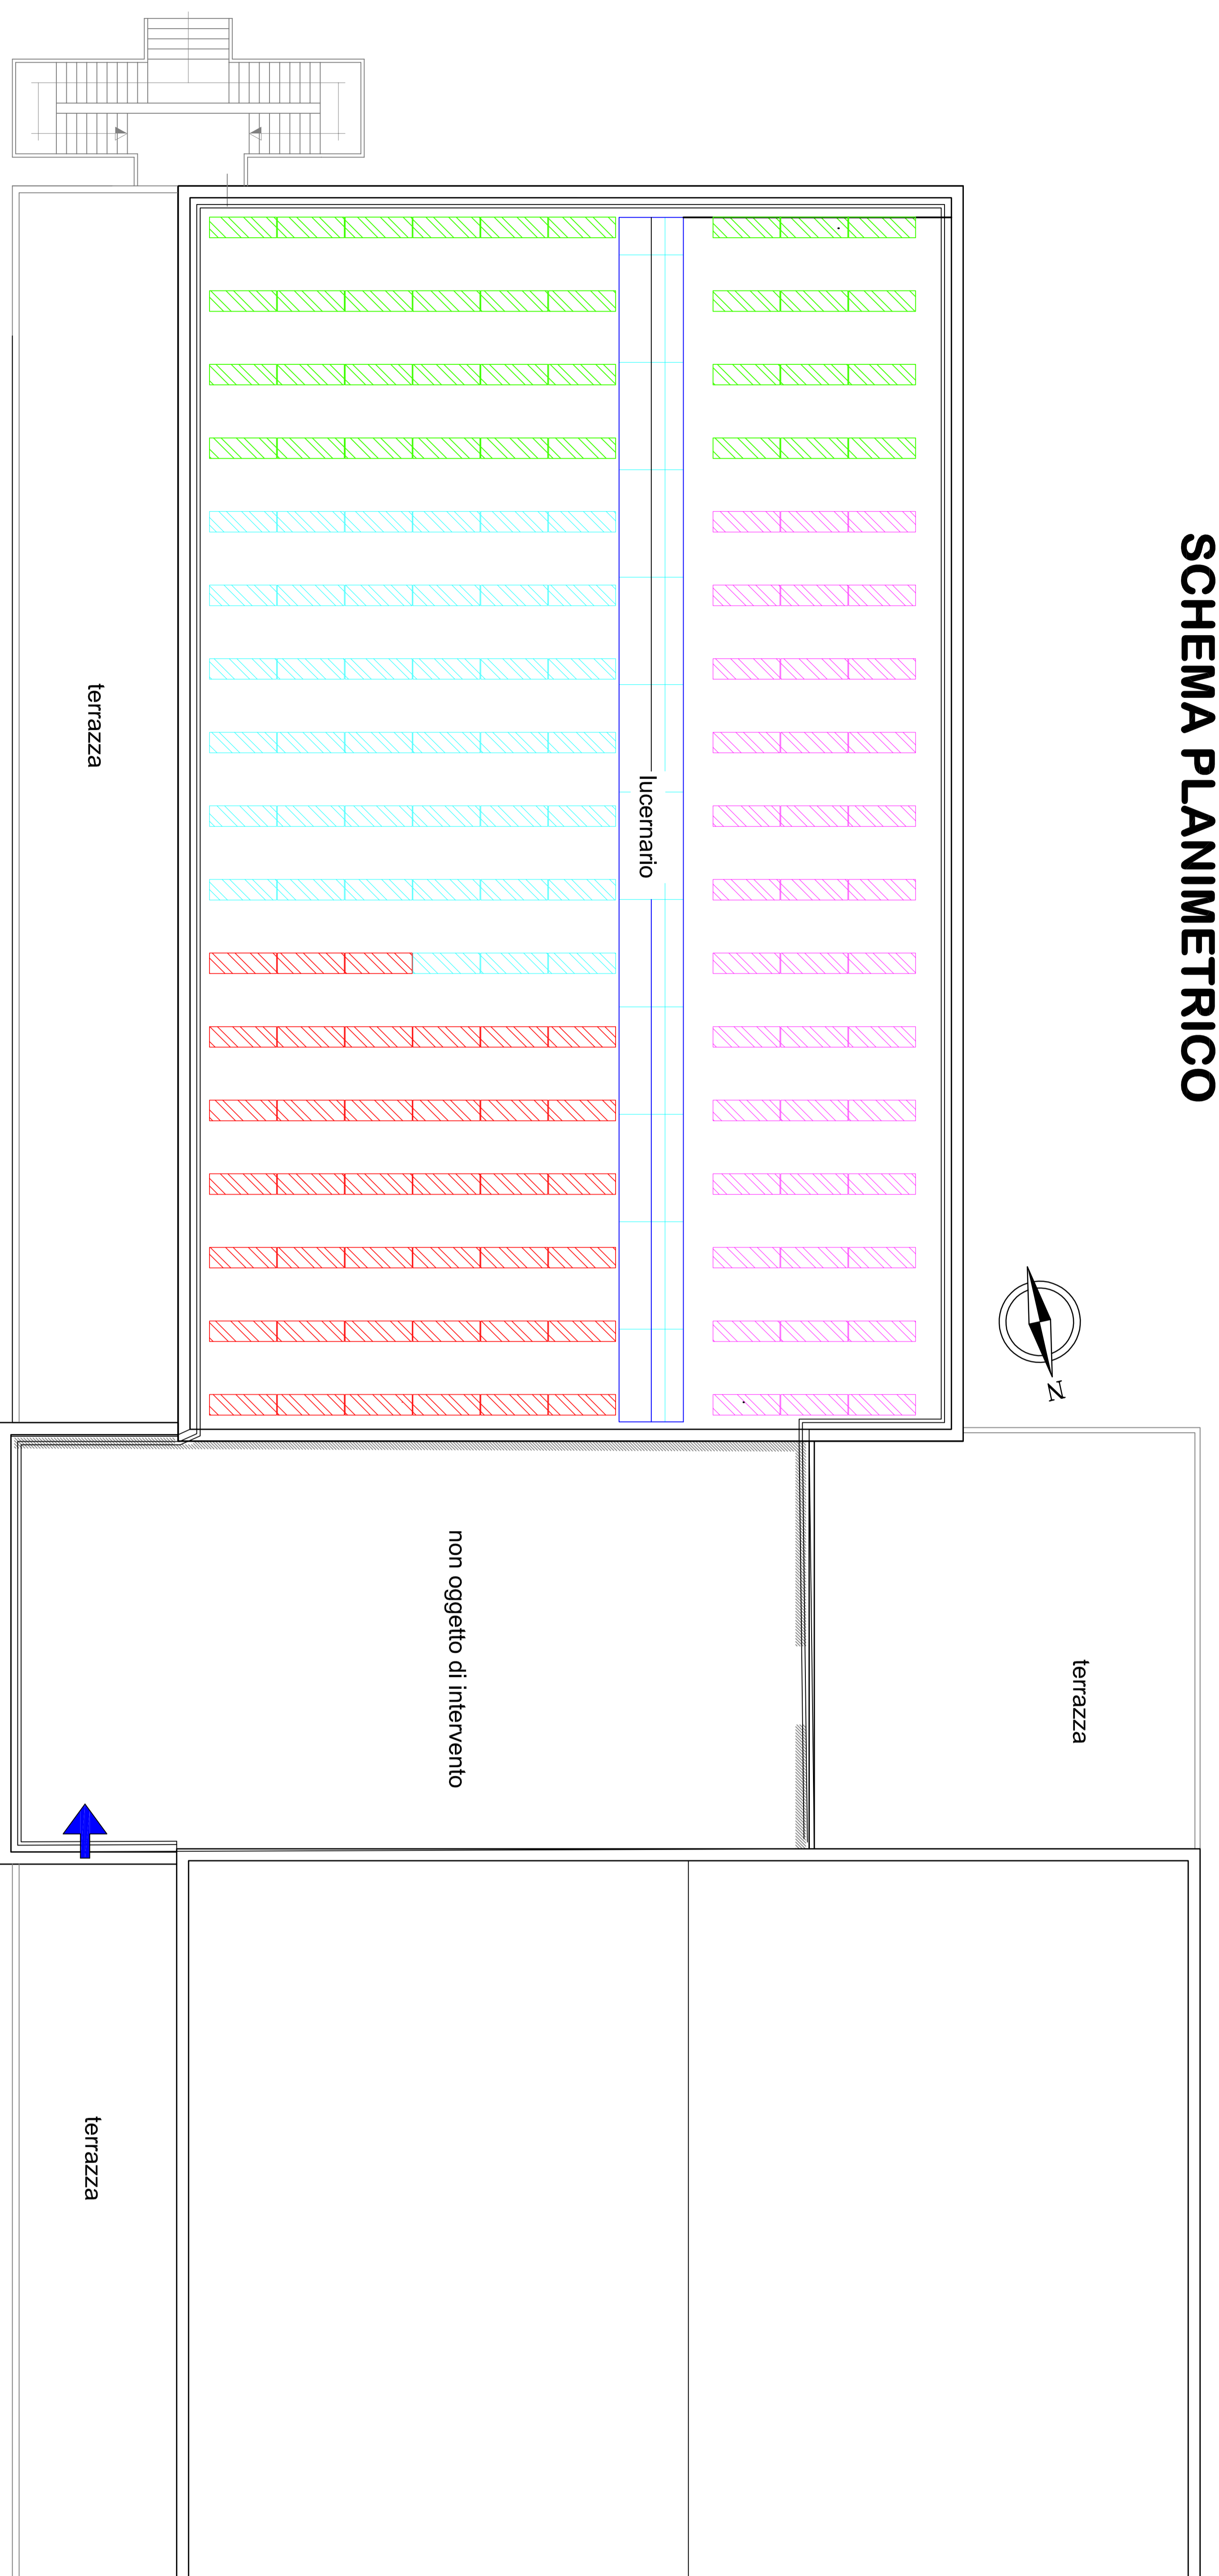 SCHEMA PLANIMETRICO
terrazza
lucernario
N
non oggetto di intervento
terrazza
terrazza